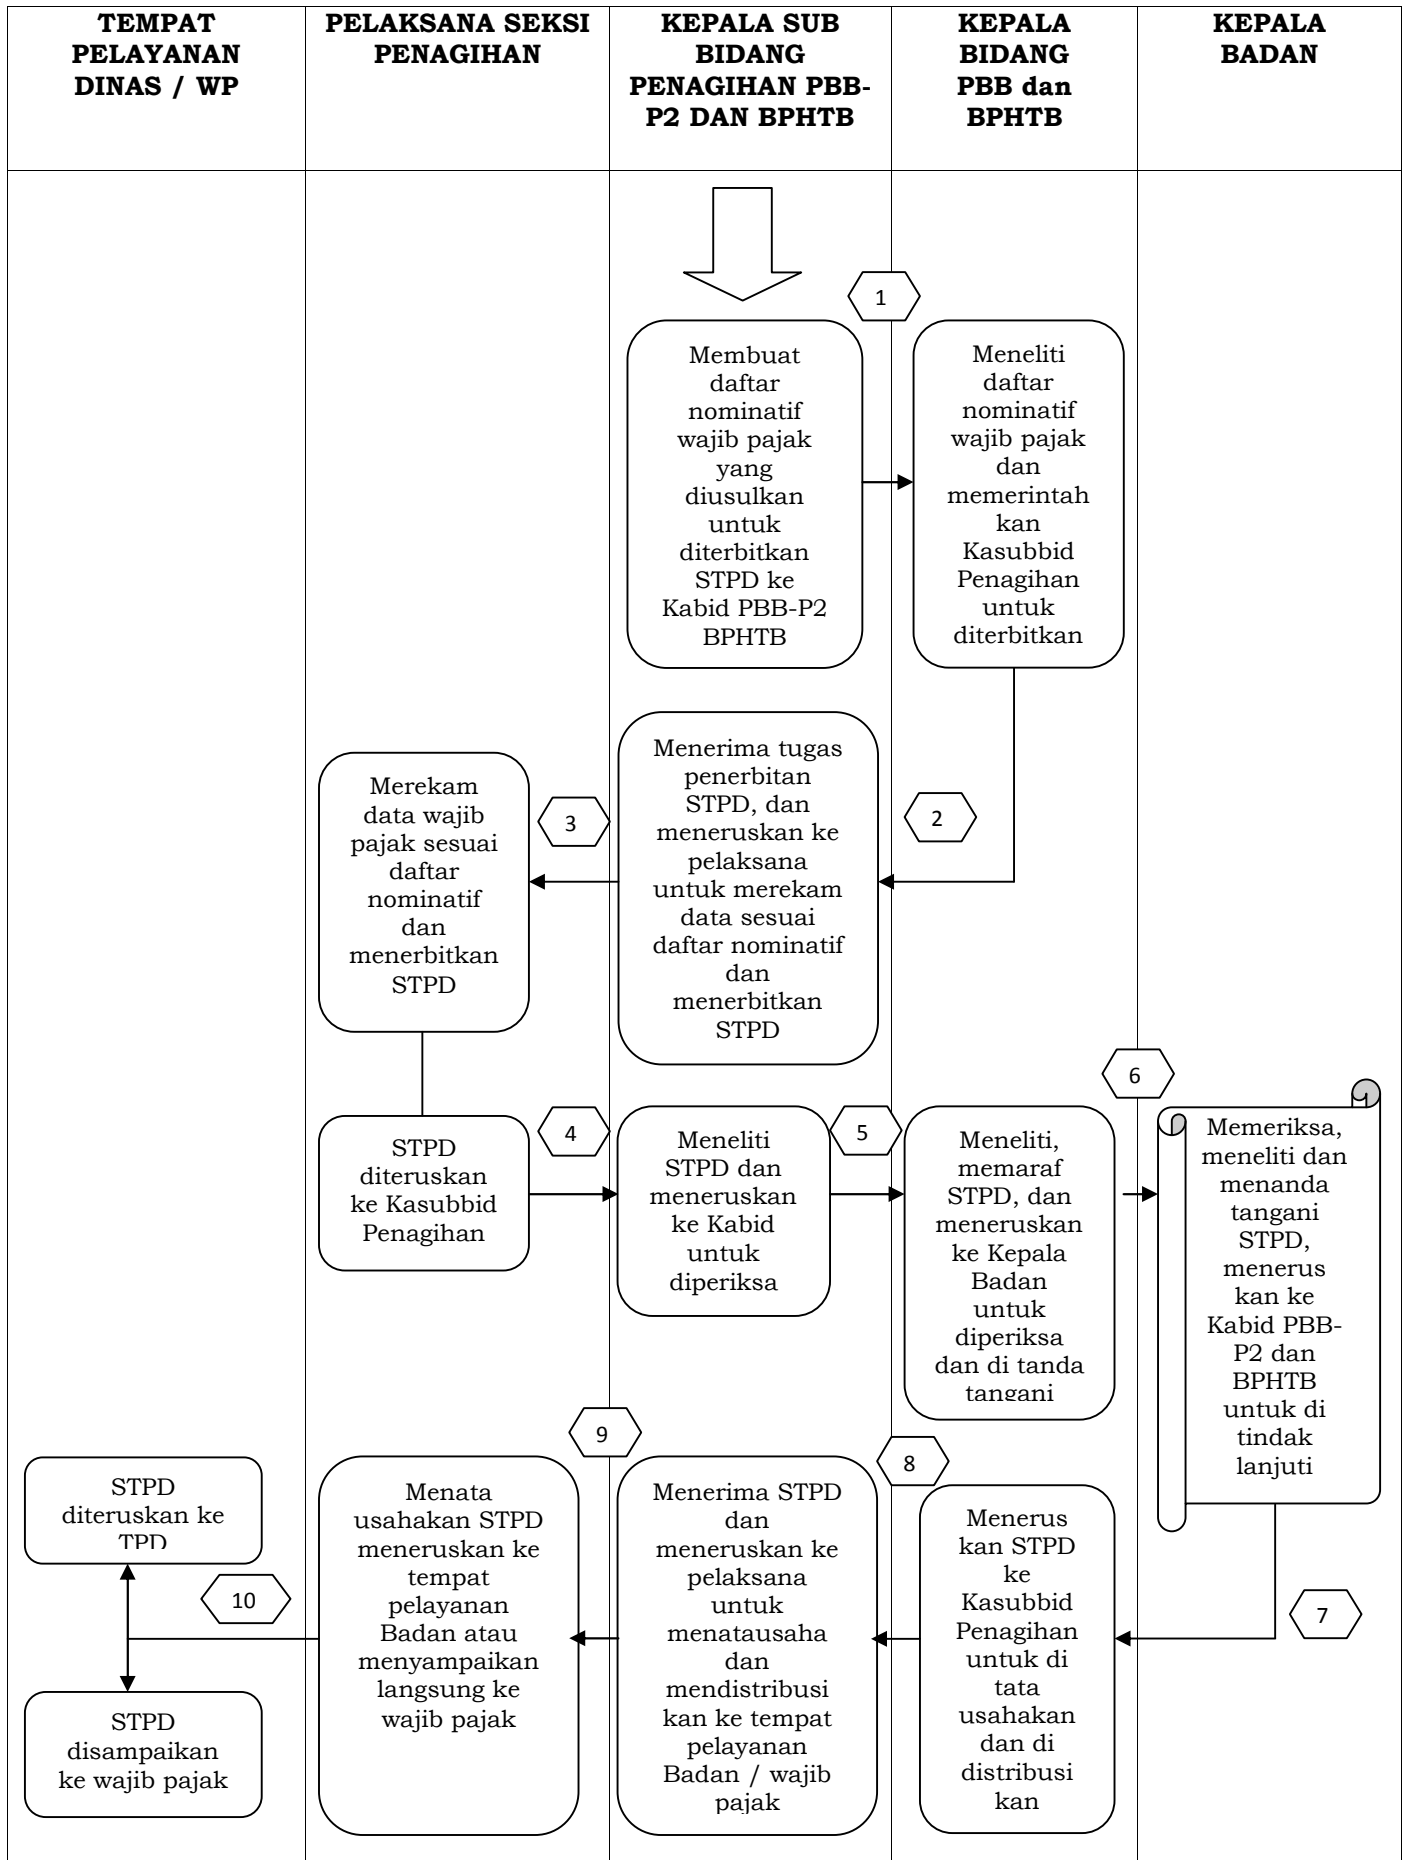 TEMPAT
PELAYANAN
DINAS / WP
PELAKSANA SEKSI
PENAGIHAN
KEPALA SUB
BIDANG
PENAGIHAN PBB-
P2 DAN BPHTB
KEPALA
BIDANG
PBB dan
BPHTB
KEPALA
BADAN
1
Membuat
daftar
nominatif
wajib pajak
yang
diusulkan
untuk
diterbitkan
STPD ke
Kabid PBB-P2
BPHTB
Meneliti
daftar
nominatif
wajib pajak
dan
memerintah
kan
Kasubbid
Penagihan
untuk
diterbitkan
2
Menerima tugas
penerbitan
STPD, dan
meneruskan ke
pelaksana
untuk merekam
data sesuai
daftar nominatif
dan
menerbitkan
STPD
3
Merekam
data wajib
pajak sesuai
daftar
nominatif
dan
menerbitkan
STPD
STPD
diteruskan
ke Kasubbid
Penagihan
4
Meneliti
STPD dan
meneruskan
ke Kabid
untuk
diperiksa
5
Meneliti,
memaraf
STPD, dan
meneruskan
ke Kepala
Badan
untuk
diperiksa
dan di tanda
tangani
6
Memeriksa,
meneliti dan
menanda
tangani
STPD,
menerus
kan ke
Kabid PBB-
P2 dan
BPHTB
untuk di
tindak
lanjuti
7
Menerus
kan STPD
ke
Kasubbid
Penagihan
untuk di
tata
usahakan
dan di
distribusi
kan
8
Menerima STPD
dan
meneruskan ke
pelaksana
untuk
menatausaha
dan
mendistribusi
kan ke tempat
pelayanan
Badan / wajib
pajak
9
Menata
usahakan STPD
meneruskan ke
tempat
pelayanan
Badan atau
menyampaikan
langsung ke
wajib pajak
10
STPD
diteruskan ke
TPD
STPD
disampaikan
ke wajib pajak